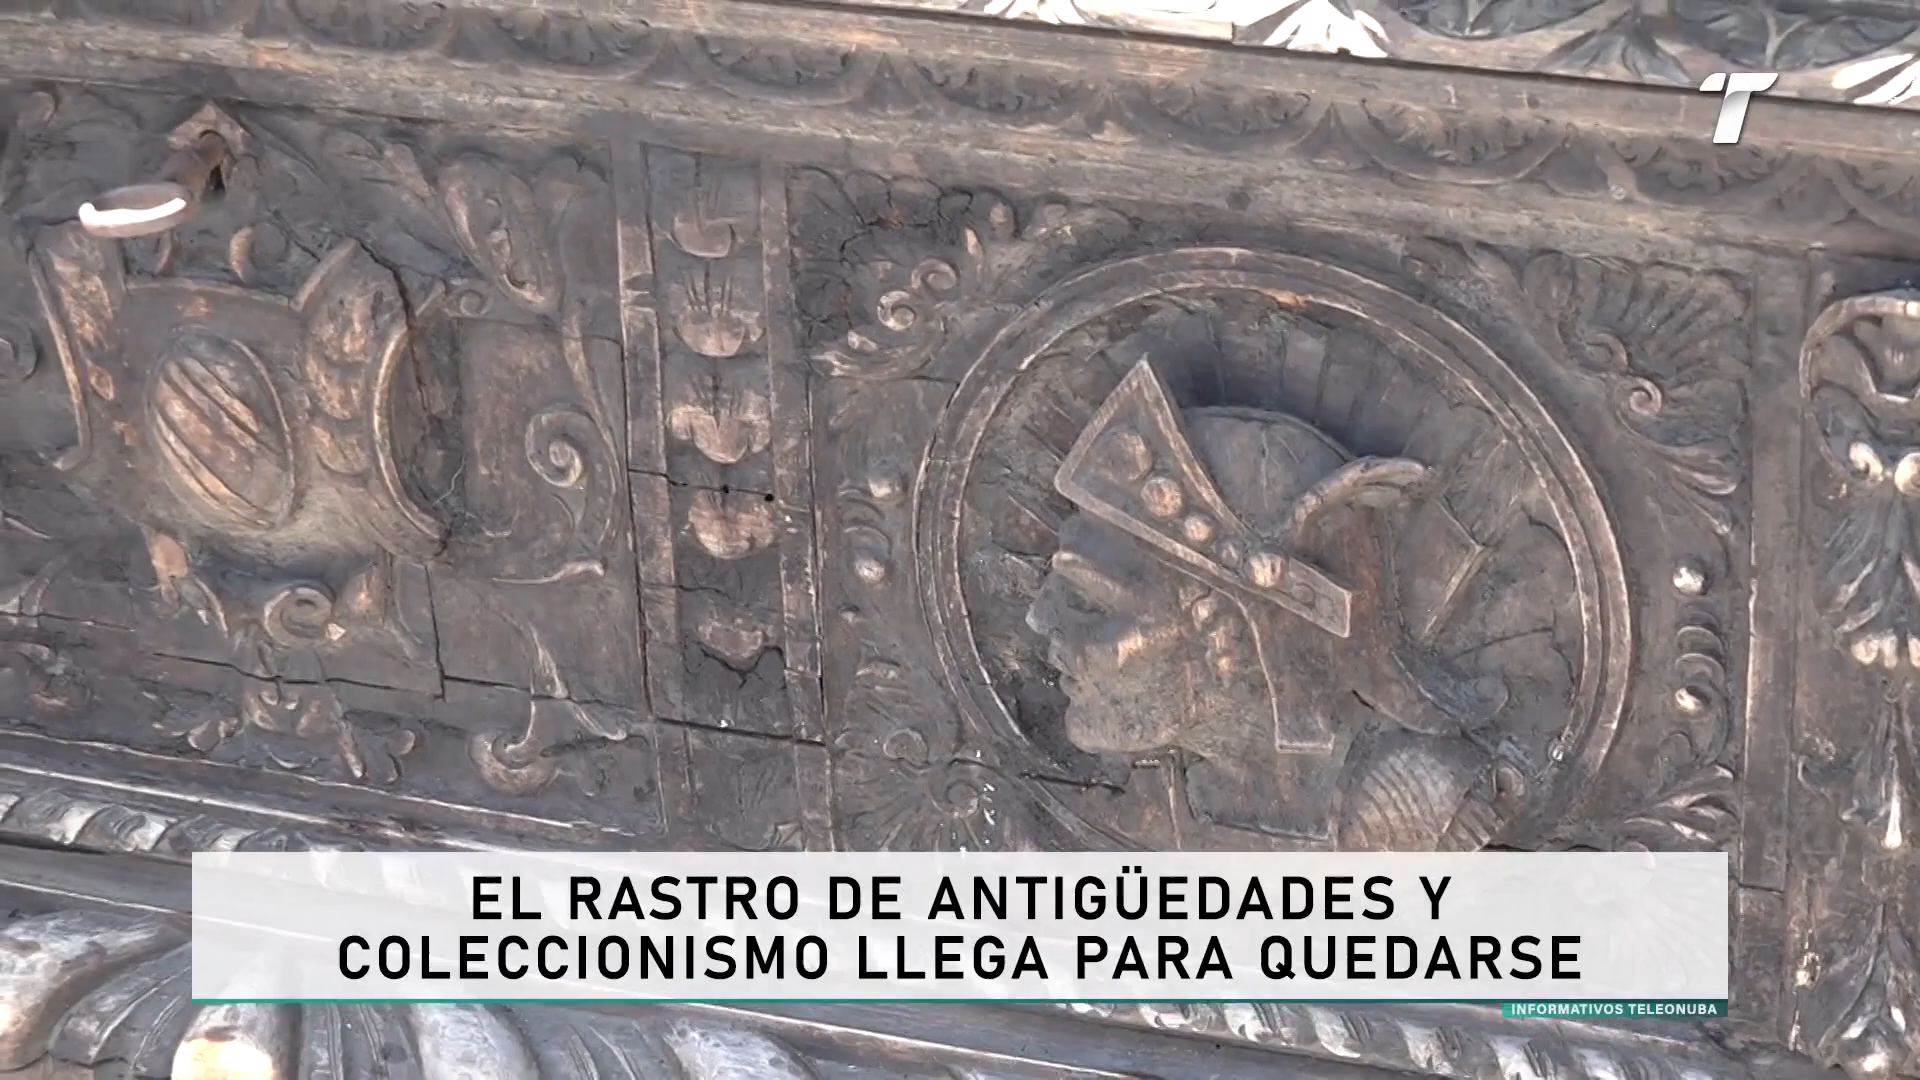 EL RASTRO DE ANTIGÜEDADES Y
COLECCIONISMO LLEGA PARA QUEDARSE
INFORMATIVOS TELEONUBA